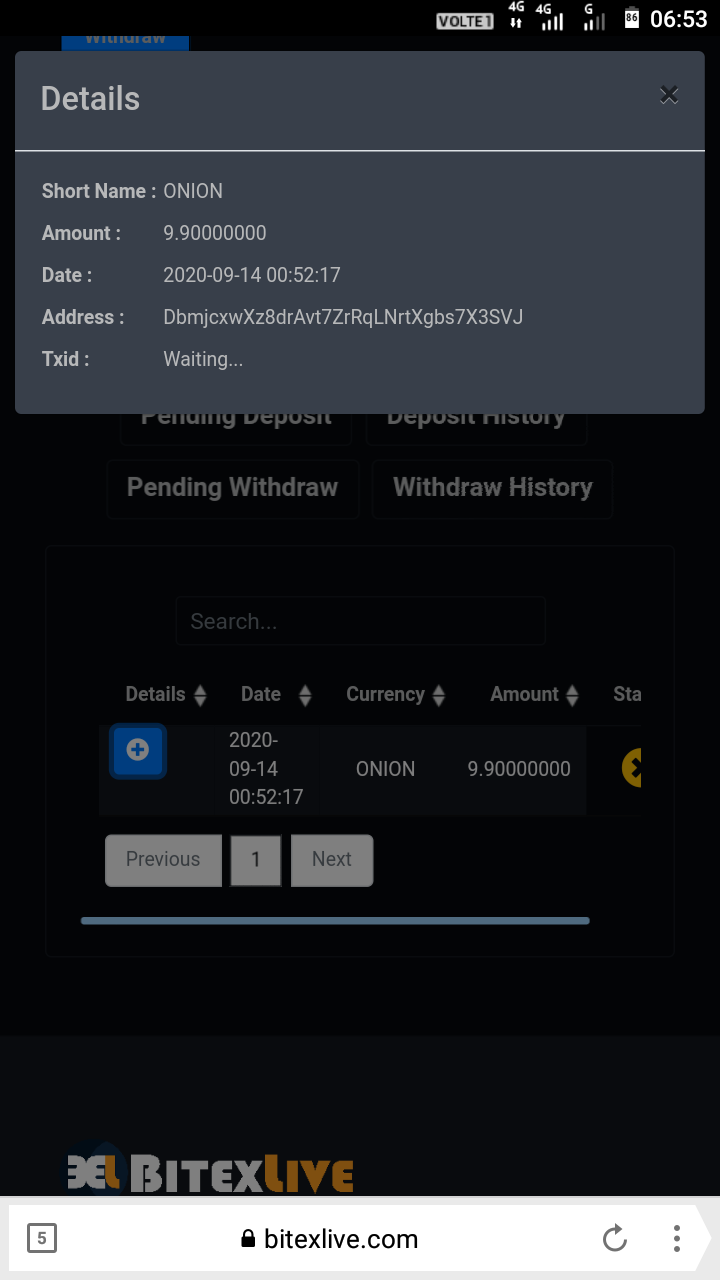 VOLTE 1 4G 4G G 86 06:53
Withdraw
Details
Short Name : ONION
Amount : 9.90000000
Date : 2020-09-14 00:52:17
Address : DbmjcxwXz8drAvt7ZrRqLNrtXgbs7X3SVJ
Txid : Waiting...
Pending Deposit Deposit History
Pending Withdraw Withdraw History
Search...
Details Date Currency Amount Sta
2020-
09-14
00:52:17
ONION 9.90000000
Previous 1 Next
BITEXLIVE
5 bitexlive.com